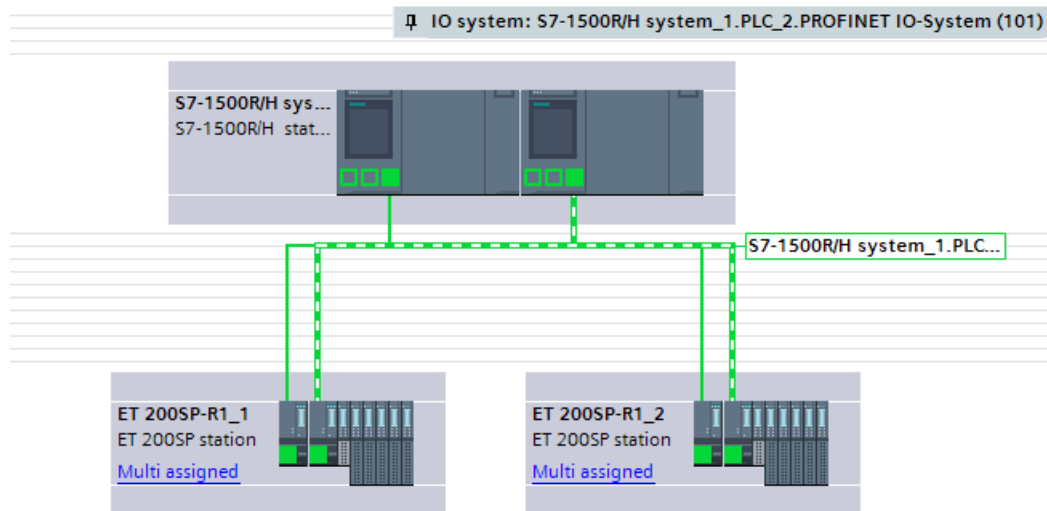 IO system: S7-1500R/H system_1.PLC_2.PROFINET IO-System (101)
S7-1500R/H sys...
S7-1500R/H stat...
S7-1500R/H system_1.PLC...
ET 200SP-R1_1
ET 200SP station
Multi assigned
ET 200SP-R1_2
ET 200SP station
Multi assigned